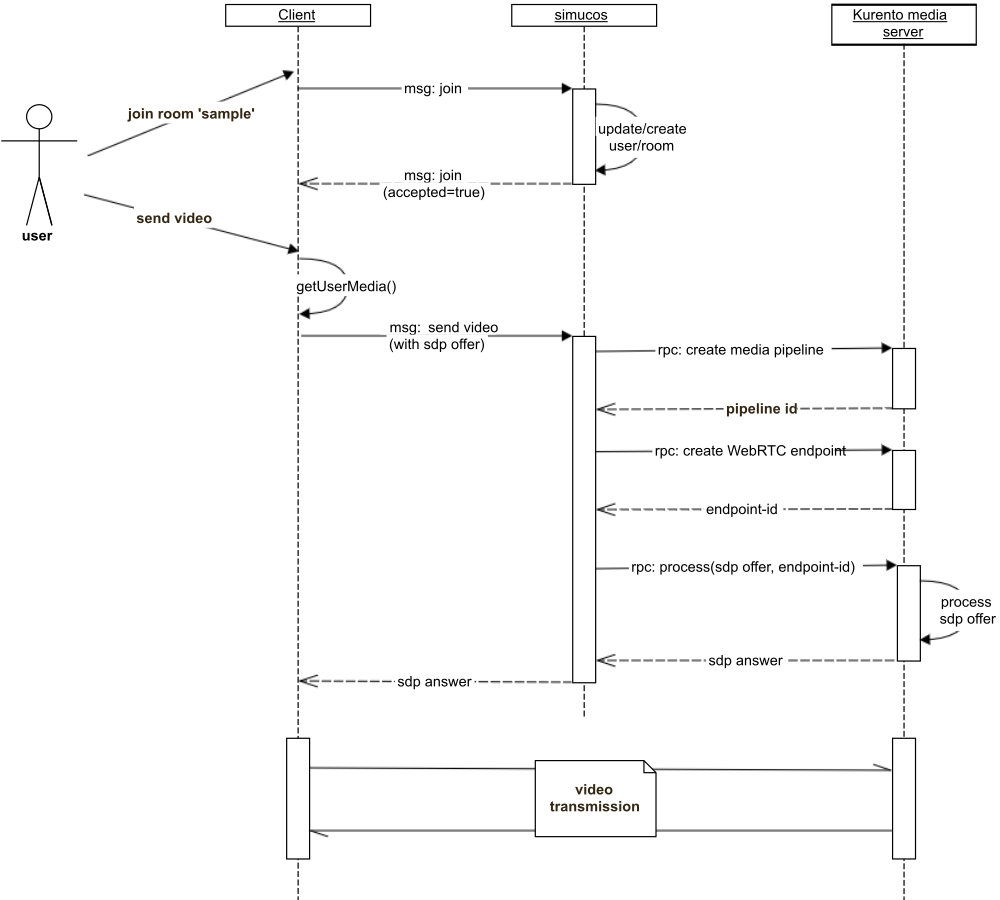 Client
simucos
Kurento media
server
msg: join
join room 'sample'
update/create
user/room
msg: join
(accepted=true)
send video
user
getUserMedia()
msg:  send video
(with sdp offer)
rpc: create media pipeline
pipeline id
rpc: create WebRTC endpoint
endpoint-id
rpc: process(sdp offer, endpoint-id)
process
sdp offer
sdp answer
sdp answer
video
transmission